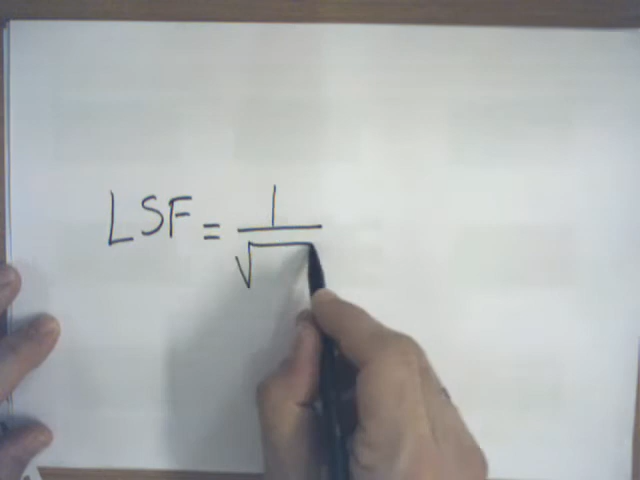 LSF = 1/√